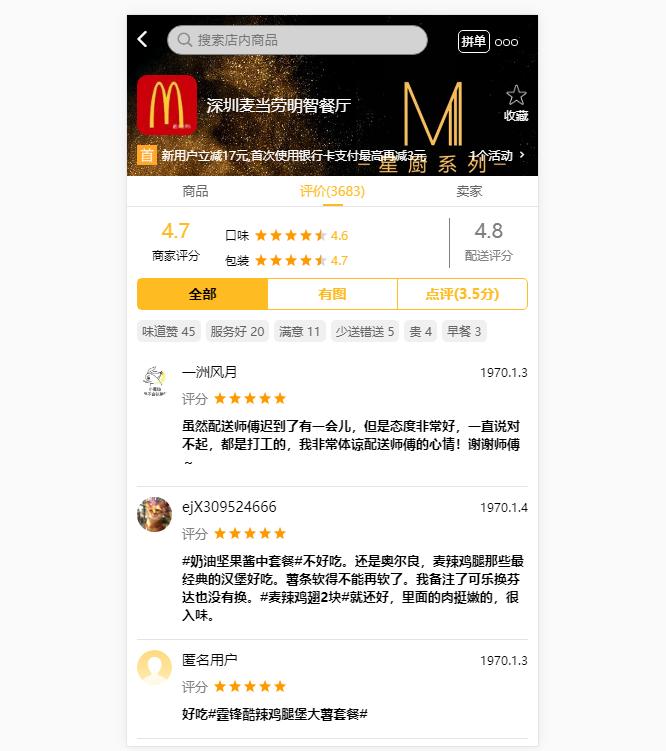 搜索店内商品
拼单 ooo
深圳麦当劳明智餐厅
M
收藏
首 新用户立减17元,首次使用银行卡支付最高再减3元 1个活动
星厨系列
商品 评价(3683) 卖家
4.7 口味 4.6 4.8
商家评分 包装 4.7 配送评分
全部 有图 点评(3.5分)
味道赞 45 服务好 20 满意 11 少送错送 5 贵 4 早餐 3
一洲风月 1970.1.3
评分
虽然配送师傅迟到了有一会儿，但是态度非常好，一直说对
不起，都是打工的，我非常体谅配送师傅的心情！谢谢师傅
~
ejX309524666 1970.1.4
评分
#奶油坚果酱中套餐#不好吃。还是奥尔良，麦辣鸡腿那些最
经典的汉堡好吃。薯条软得不能再软了。我备注了可乐换芬
达也没有换。#麦辣鸡翅2块#就还好，里面的肉挺嫩的，很
入味。
匿名用户 1970.1.3
评分
好吃#霆锋酷辣鸡腿堡大薯套餐#